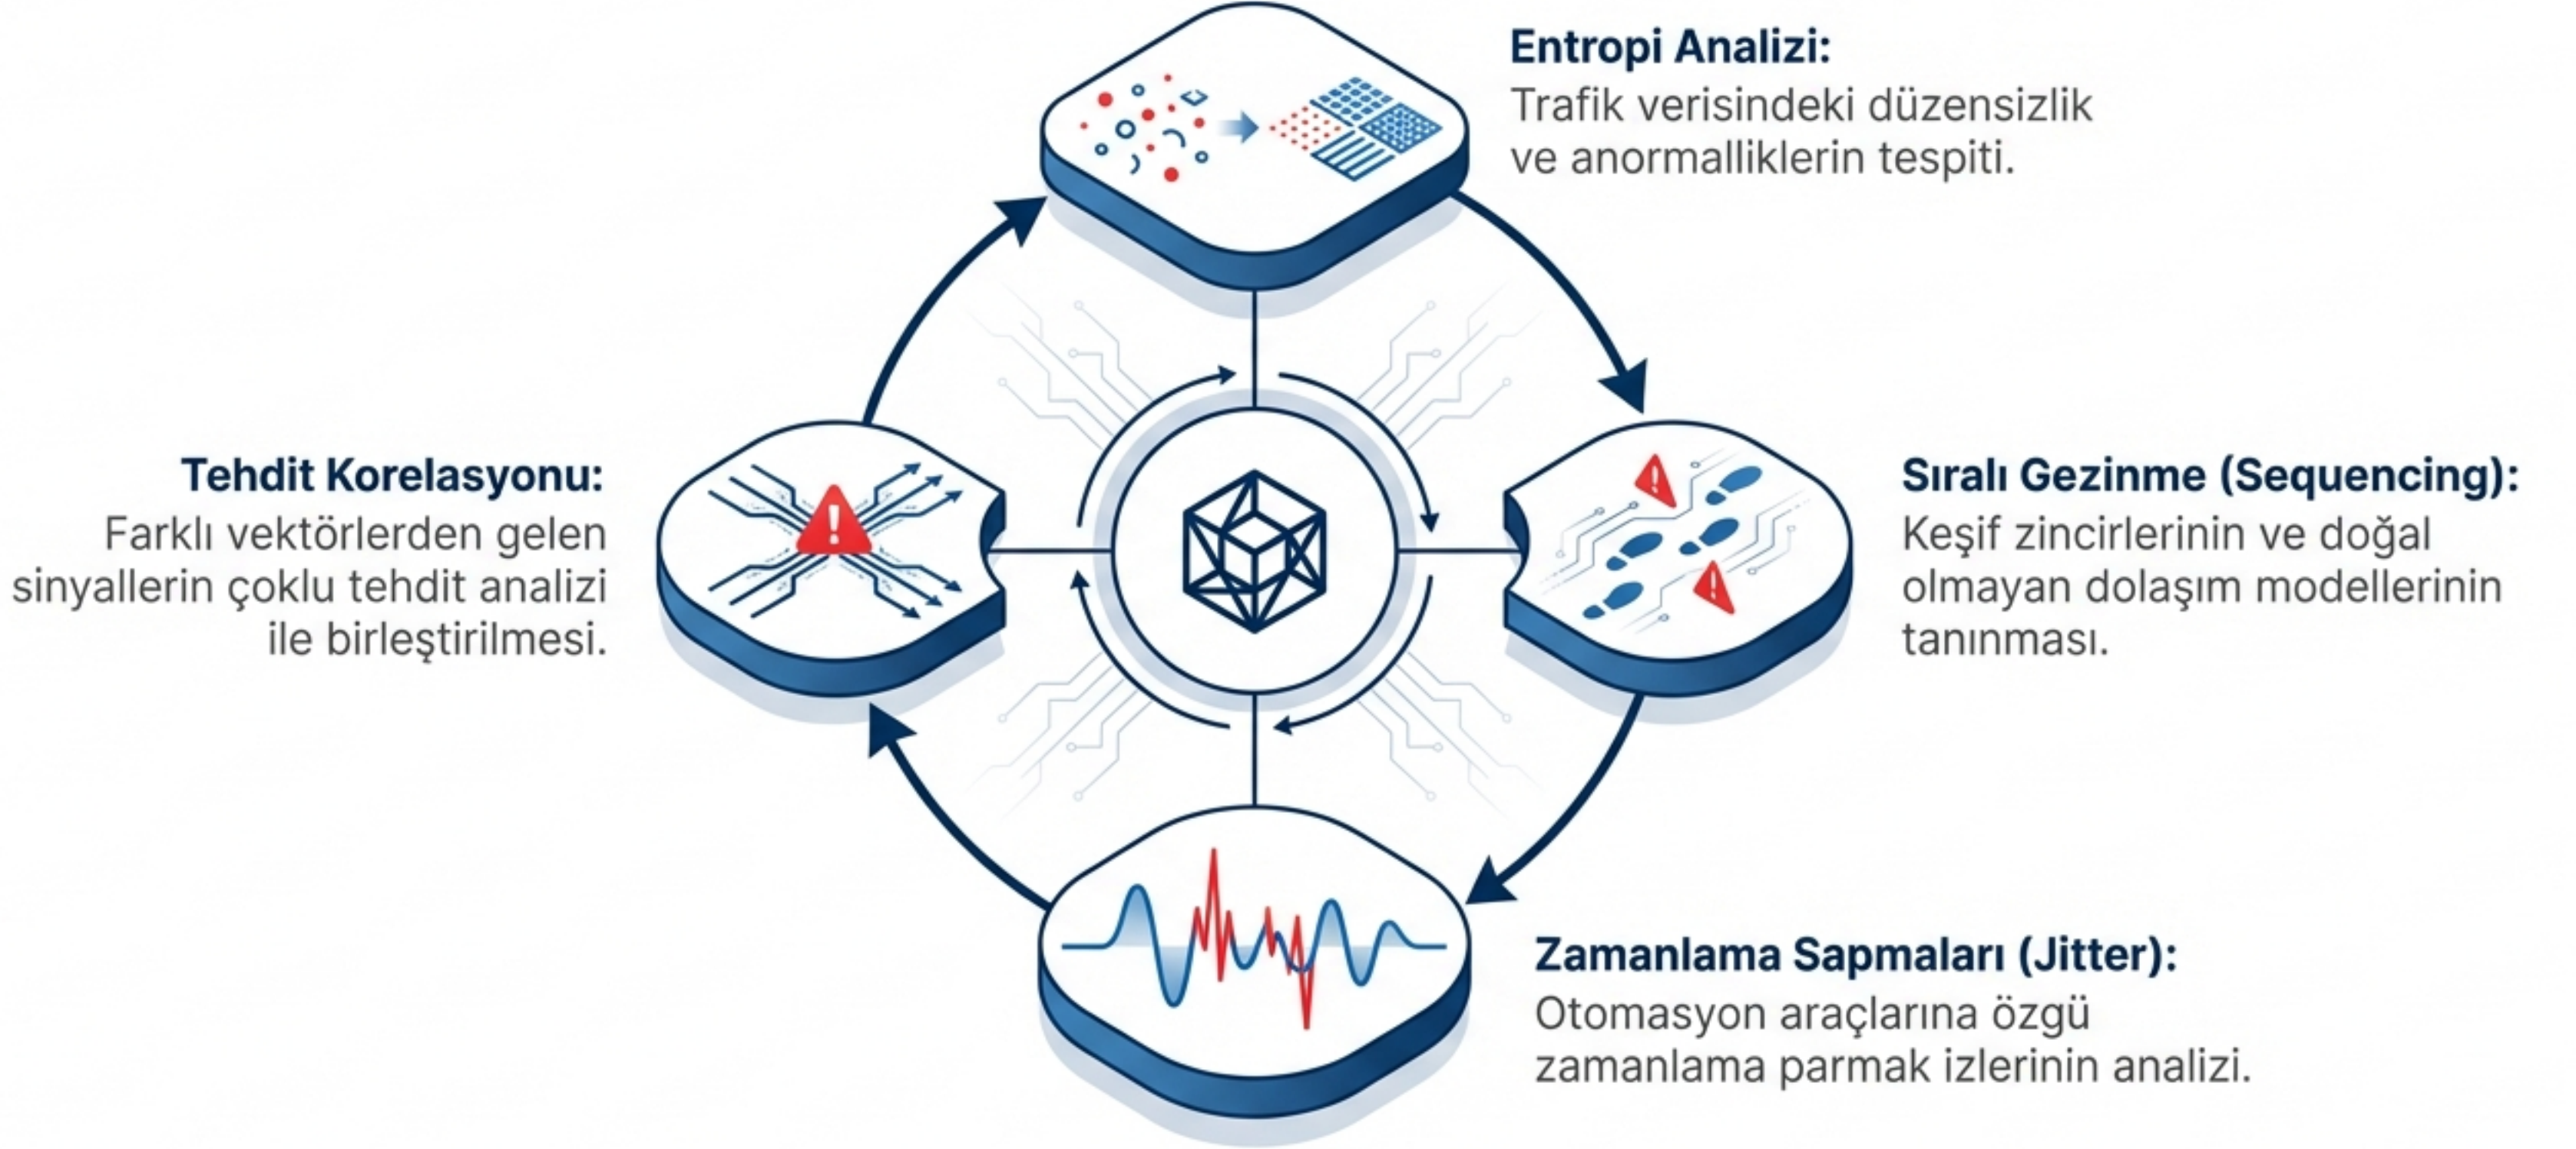 Entropi Analizi:
Trafik verisindeki düzensizlik
ve anormalliklerin tespiti.
Sıralı Gezinme (Sequencing):
Keşif zincirlerinin ve doğal
olmayan dolaşım modellerinin
tanınması.
Zamanlama Sapmaları (Jitter):
Otomasyon araçlarına özgü
zamanlama parmak izlerinin analizi.
Tehdit Korelasyonu:
Farklı vektörlerden gelen
sinyallerin çoklu tehdit analizi
ile birleştirilmesi.